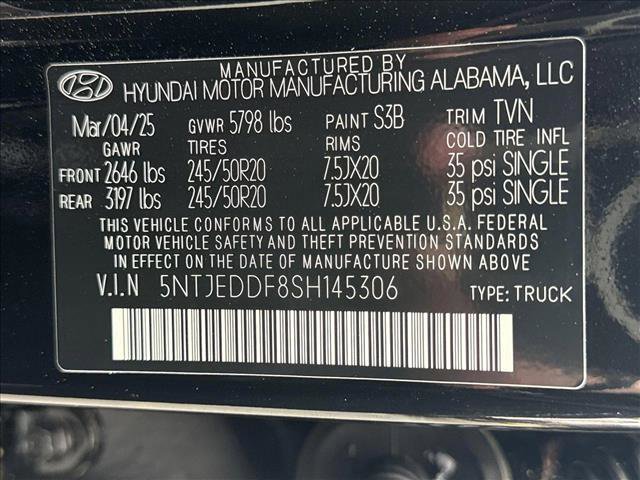 MANUFACTURED BY
HYUNDAI MOTOR MANUFACTURING ALABAMA, LLC
Mar/04/25 GVWR 5798 lbs PAINT S3B TRIM TVN
GAWR TIRES RIMS COLD TIRE INFL
FRONT 2646 lbs 245/50R20 7.5JX20 35 psi SINGLE
REAR 3197 lbs 245/50R20 7.5JX20 35 psi SINGLE
THIS VEHICLE CONFORMS TO ALL APPLICABLE U.S.A. FEDERAL
MOTOR VEHICLE SAFETY AND THEFT PREVENTION STANDARDS
IN EFFECT ON THE DATE OF MANUFACTURE SHOWN ABOVE.
V.I.N 5NTJEDDF8SH145306 TYPE: TRUCK